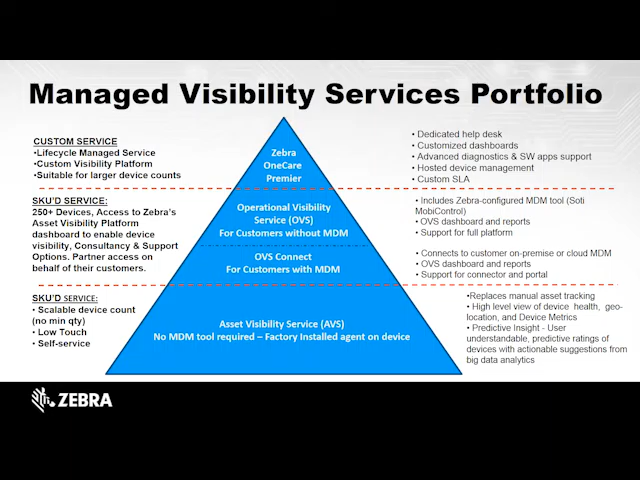 Managed Visibility Services Portfolio
CUSTOM SERVICE
•Lifecycle Managed Service
•Custom Visibility Platform
•Suitable for larger device counts
Zebra
OneCare
Premier
• Dedicated help desk
• Customized dashboards
• Advanced diagnostics & SW apps support
• Hosted device management
• Custom SLA
SKU'D SERVICE:
250+ Devices, Access to Zebra's
Asset Visibility Platform
dashboard to enable device
visibility, Consultancy & Support
Options. Partner access on
behalf of their customers.
Operational Visibility
Service (OVS)
For Customers without MDM
• Includes Zebra-configured MDM tool (Soti
MobiControl)
• OVS dashboard and reports
• Support for full platform
OVS Connect
For Customers with MDM
• Connects to customer on-premise or cloud MDM
• OVS dashboard and reports
• Support for connector and portal
SKU'D SERVICE:
• Scalable device count
(no min qty)
• Low Touch
• Self-service
Asset Visibility Service (AVS)
No MDM tool required – Factory Installed agent on device
•Replaces manual asset tracking
• High level view of device health, geo-
location, and Device Metrics
• Predictive Insight - User
understandable, predictive ratings of
devices with actionable suggestions from
big data analytics
ZEBRA